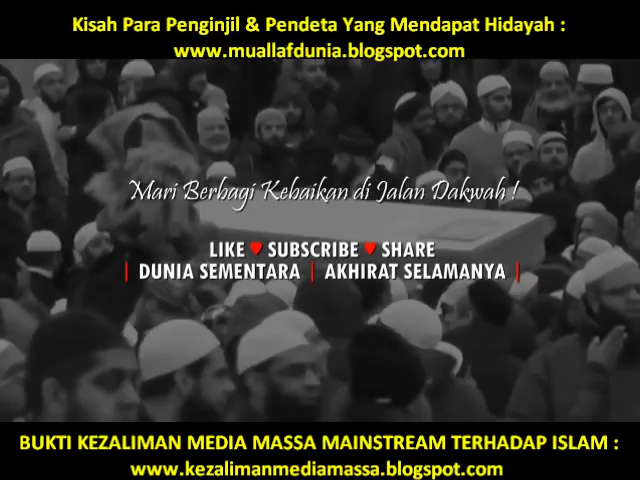 Kisah Para Penginjil & Pendeta Yang Mendapat Hidayah :
www.muallafdunia.blogspot.com
Mari Berbagi Kebaikan di Jalan Dakwah !
LIKE ♥ SUBSCRIBE ♥ SHARE
| DUNIA SEMENTARA | AKHIRAT SELAMANYA |
BUKTI KEZALIMAN MEDIA MASSA MAINSTREAM TERHADAP ISLAM :
www.kezalimanmediamassa.blogspot.com